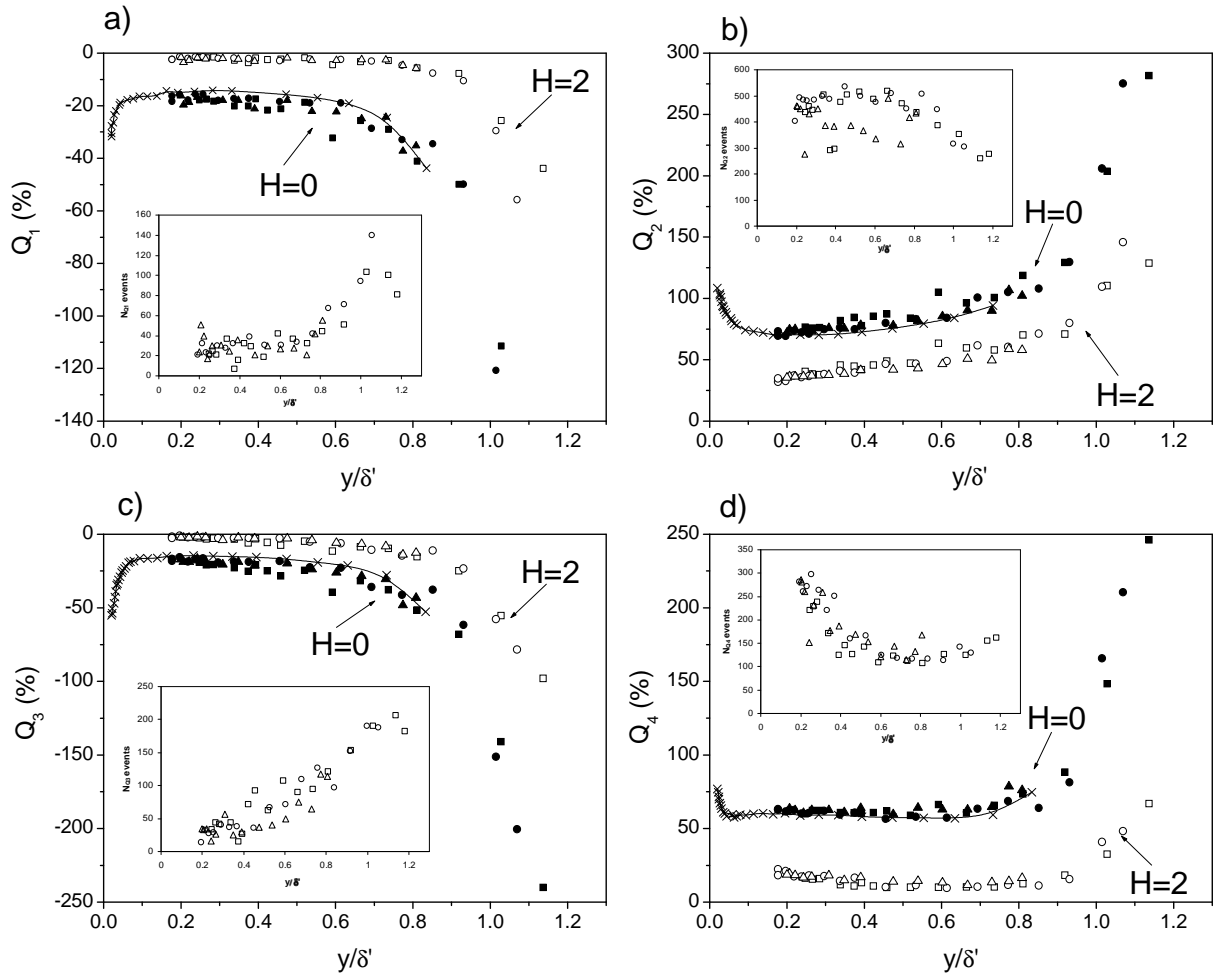 a)
0
-20
-40
-60
-80
-100
-120
-140
Q1 (%)
H=2
H=0
160
140
120
100
80
60
40
20
0
NQ1 events
0 0.2 0.4 0.6 0.8 1 1.2
y/δ'
0.0 0.2 0.4 0.6 0.8 1.0 1.2
y/δ'
b)
300
250
200
150
100
50
0
Q2 (%)
600
500
400
300
200
100
0
NQ2 events
0 0.2 0.4 0.6 0.8 1 1.2
y/δ'
H=0
H=2
0.0 0.2 0.4 0.6 0.8 1.0 1.2
y/δ'
c)
0
-50
-100
-150
-200
-250
Q3 (%)
H=2
H=0
250
200
150
100
50
0
NQ3 events
0 0.2 0.4 0.6 0.8 1 1.2
y/δ'
0.0 0.2 0.4 0.6 0.8 1.0 1.2
y/δ'
d)
250
200
150
100
50
0
Q4 (%)
350
300
250
200
150
100
50
0
NQ4 events
0 0.2 0.4 0.6 0.8 1 1.2
y/δ'
H=0
H=2
0.0 0.2 0.4 0.6 0.8 1.0 1.2
y/δ'